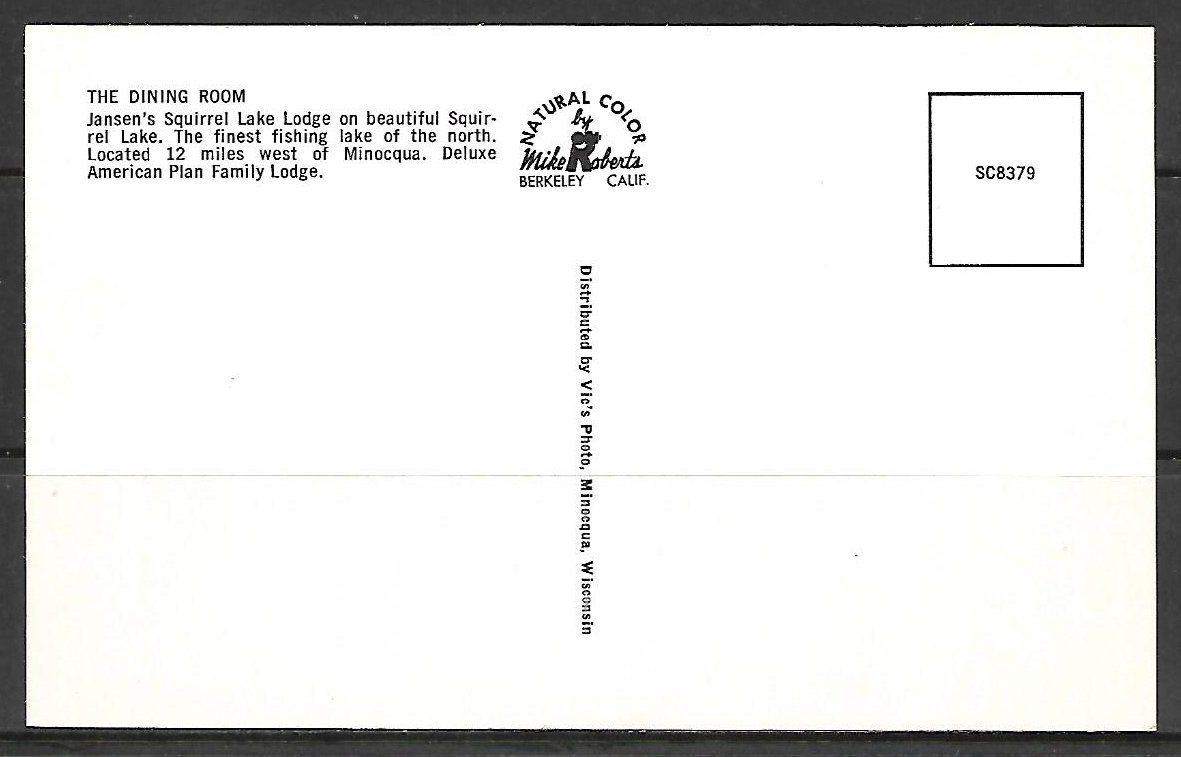 THE DINING ROOM
Jansen's Squirrel Lake Lodge on beautiful Squir-
rel Lake. The finest fishing lake of the north.
Located 12 miles west of Minocqua. Deluxe
American Plan Family Lodge.
NATURAL COLOR
by
Mike Roberts
BERKELEY CALIF.
SC8379
Distributed by Vic's Photo, Minocqua, Wisconsin